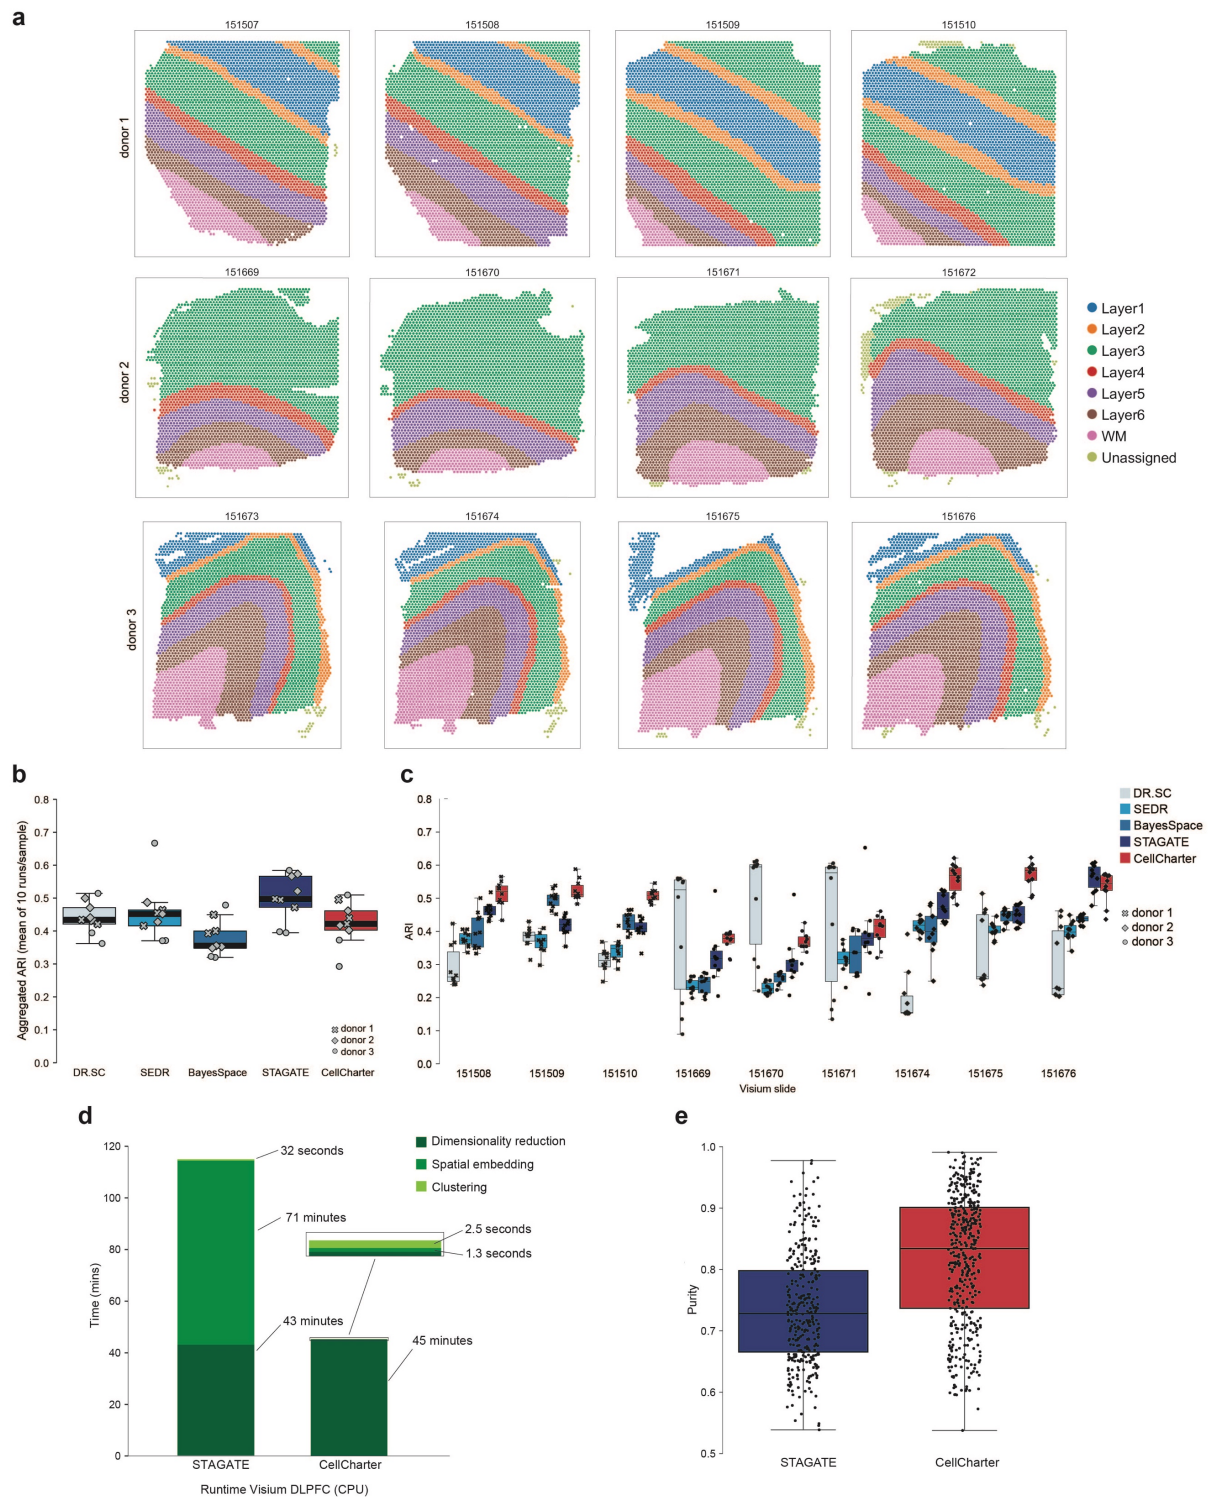 a
151507 151508 151509 151510
donor 1
151669 151670 151671 151672
donor 2
Layer1
Layer2
Layer3
Layer4
Layer5
Layer6
WM
Unassigned
151673 151674 151675 151676
donor 3
b
Aggregated ARI (mean of 10 runs/sample)
0.8
0.7
0.6
0.5
0.4
0.3
0.2
0.1
0.0
donor 1
donor 2
donor 3
DR.SC SEDR BayesSpace STAGATE CellCharter
c
ARI
0.8
0.7
0.6
0.5
0.4
0.3
0.2
0.1
0.0
151508 151509 151510 151669 151670 151671 151674 151675 151676
Visium slide
DR.SC
SEDR
BayesSpace
STAGATE
CellCharter
donor 1
donor 2
donor 3
d
Time (mins)
120
100
80
60
40
20
0
Dimensionality reduction
Spatial embedding
Clustering
32 seconds
71 minutes
43 minutes
2.5 seconds
1.3 seconds
45 minutes
STAGATE CellCharter
Runtime Visium DLPFC (CPU)
e
Purity
1.0
0.9
0.8
0.7
0.6
0.5
STAGATE CellCharter